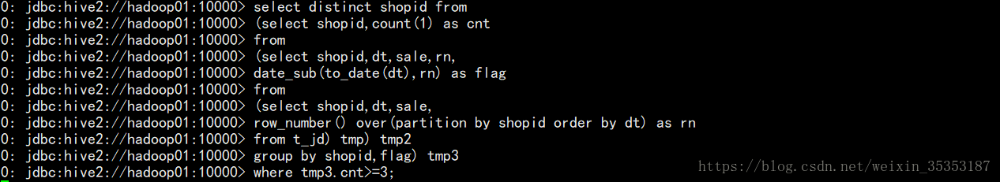 0: jdbc:hive2://hadoop01:10000> select distinct shopid from
0: jdbc:hive2://hadoop01:10000> (select shopid,count(1) as cnt
0: jdbc:hive2://hadoop01:10000> from
0: jdbc:hive2://hadoop01:10000> (select shopid,dt,sale,rn,
0: jdbc:hive2://hadoop01:10000> date_sub(to_date(dt),rn) as flag
0: jdbc:hive2://hadoop01:10000> from
0: jdbc:hive2://hadoop01:10000> (select shopid,dt,sale,
0: jdbc:hive2://hadoop01:10000> row_number() over(partition by shopid order by dt) as rn
0: jdbc:hive2://hadoop01:10000> from t_jd) tmp) tmp2
0: jdbc:hive2://hadoop01:10000> group by shopid,flag) tmp3
0: jdbc:hive2://hadoop01:10000> where tmp3.cnt>=3;
https://blog.csdn.net/weixin_35353187